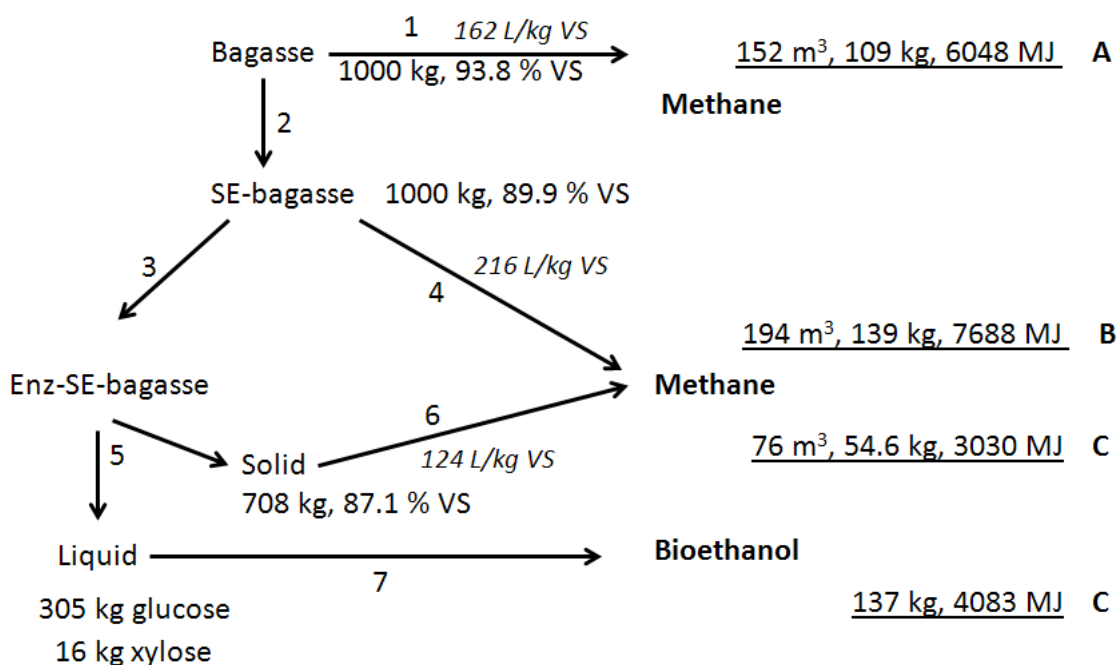 1 162 L/kg VS
Bagasse
1000 kg, 93.8 % VS
152 m³, 109 kg, 6048 MJ A
Methane
2
SE-bagasse 1000 kg, 89.9 % VS
3
216 L/kg VS
4
194 m³, 139 kg, 7688 MJ B
Enz-SE-bagasse
Methane
6
5
Solid
124 L/kg VS
76 m³, 54.6 kg, 3030 MJ C
708 kg, 87.1 % VS
Liquid
Bioethanol
7
305 kg glucose
137 kg, 4083 MJ C
16 kg xylose